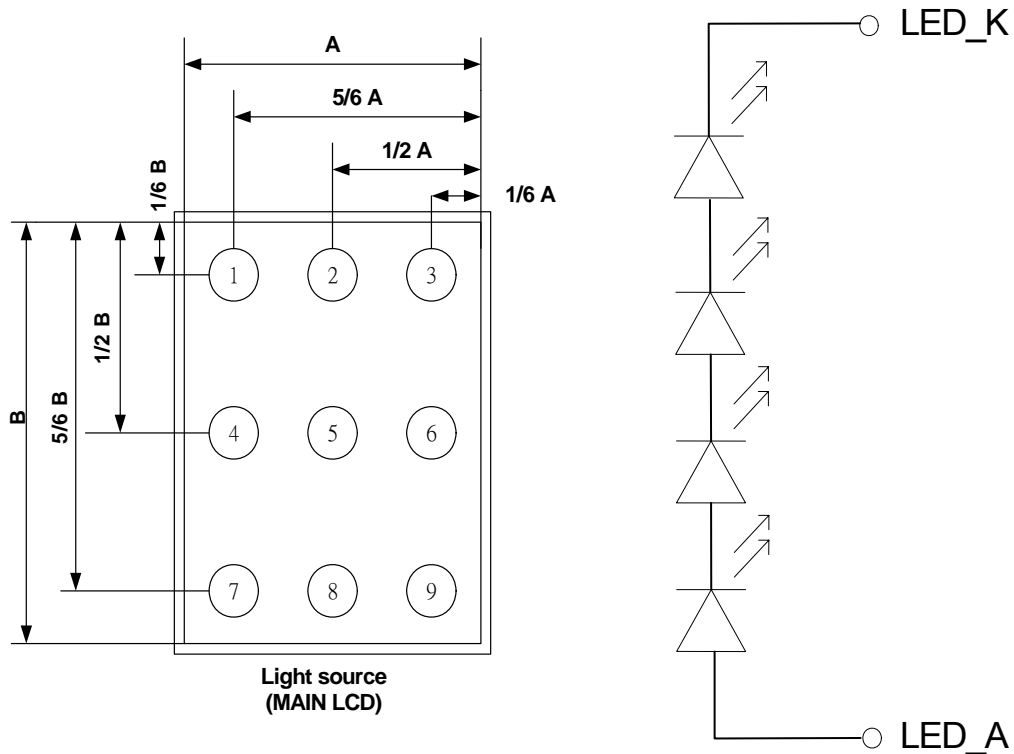 A
5/6 A
1/2 A
1/6 A
1/6 B
1/2 B
5/6 B
B
1 2 3
4 5 6
7 8 9
Light source
(MAIN LCD)
LED_K
LED_A